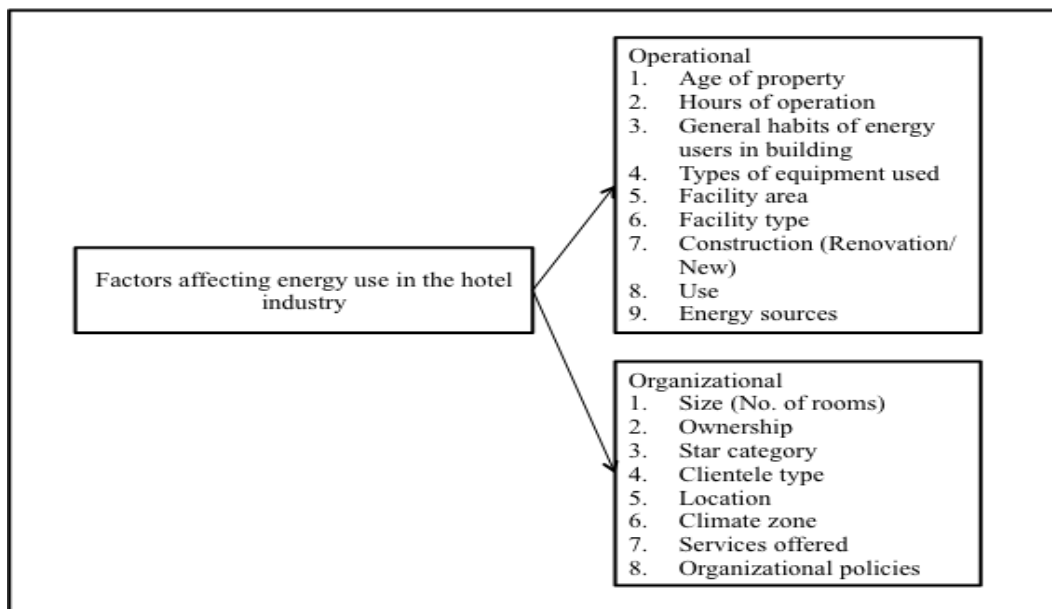 Factors affecting energy use in the hotel
industry
Operational
1. Age of property
2. Hours of operation
3. General habits of energy
users in building
4. Types of equipment used
5. Facility area
6. Facility type
7. Construction (Renovation/
New)
8. Use
9. Energy sources
Organizational
1. Size (No. of rooms)
2. Ownership
3. Star category
4. Clientele type
5. Location
6. Climate zone
7. Services offered
8. Organizational policies